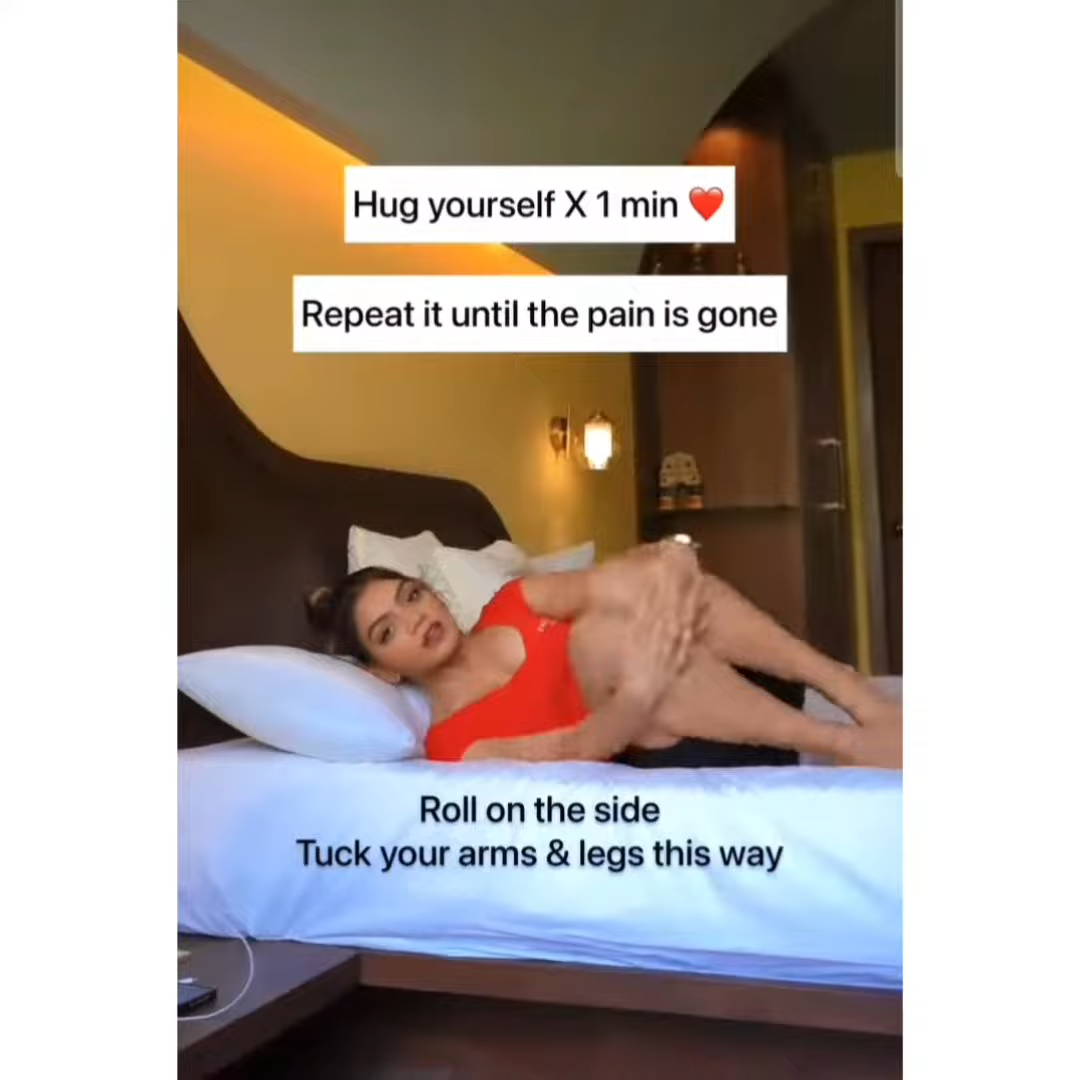 Hug yourself X 1 min ❤️
Repeat it until the pain is gone
Roll on the side
Tuck your arms & legs this way